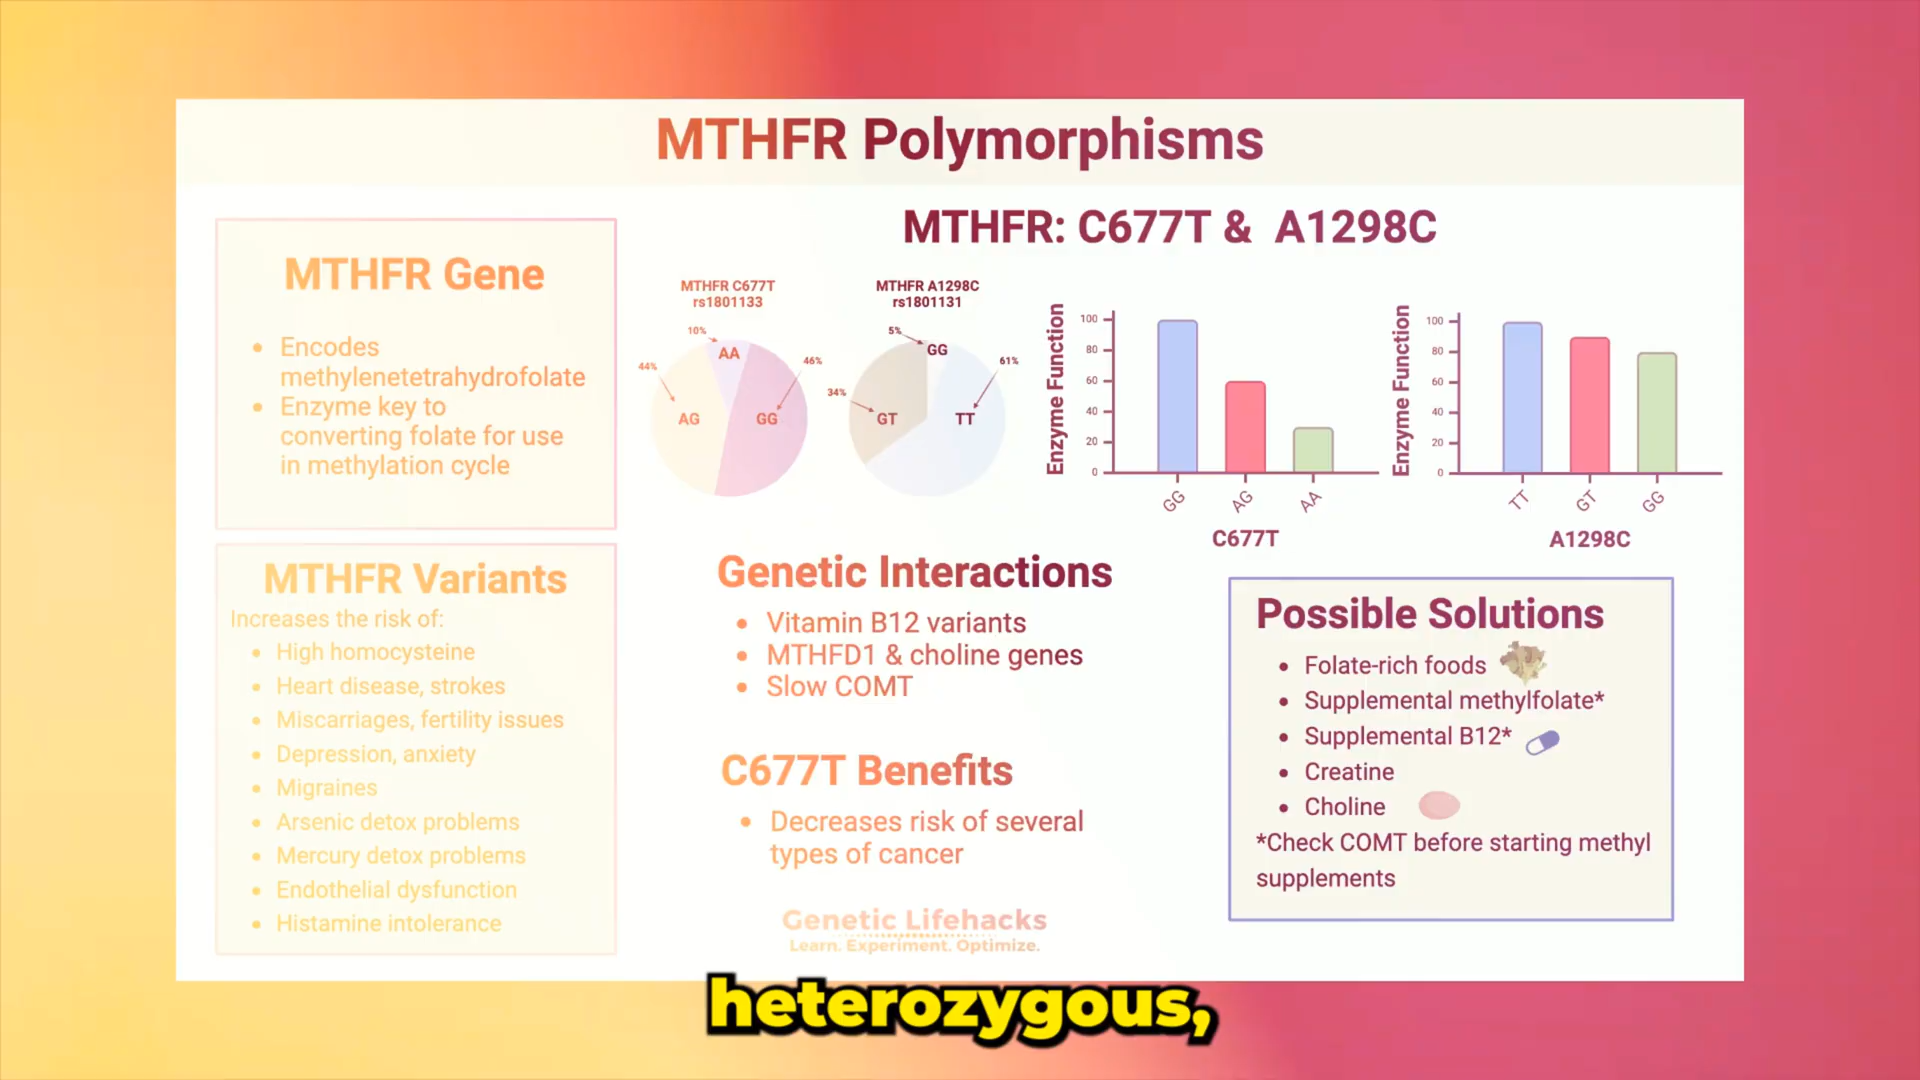 MTHFR Polymorphisms
MTHFR Gene
• Encodes
methylenetetrahydrofolate
• Enzyme key to
converting folate for use
in methylation cycle
MTHFR Variants
Increases the risk of:
• High homocysteine
• Heart disease, strokes
• Miscarriages, fertility issues
• Depression, anxiety
• Migraines
• Arsenic detox problems
• Mercury detox problems
• Endothelial dysfunction
• Histamine intolerance
MTHFR: C677T & A1298C
MTHFR C677T
rs1801133
10%
AA
44%
46%
AG
GG
MTHFR A1298C
rs1801131
5%
GG
61%
34%
GT
TT
Enzyme Function
100
80
60
40
20
0
GG
AG
AA
C677T
Enzyme Function
100
80
60
40
20
0
TT
GT
GG
A1298C
Genetic Interactions
• Vitamin B12 variants
• MTHFD1 & choline genes
• Slow COMT
C677T Benefits
• Decreases risk of several
types of cancer
Genetic Lifehacks
Learn. Experiment. Optimize.
Possible Solutions
• Folate-rich foods
• Supplemental methylfolate*
• Supplemental B12*
• Creatine
• Choline
*Check COMT before starting methyl
supplements
heterozygous,